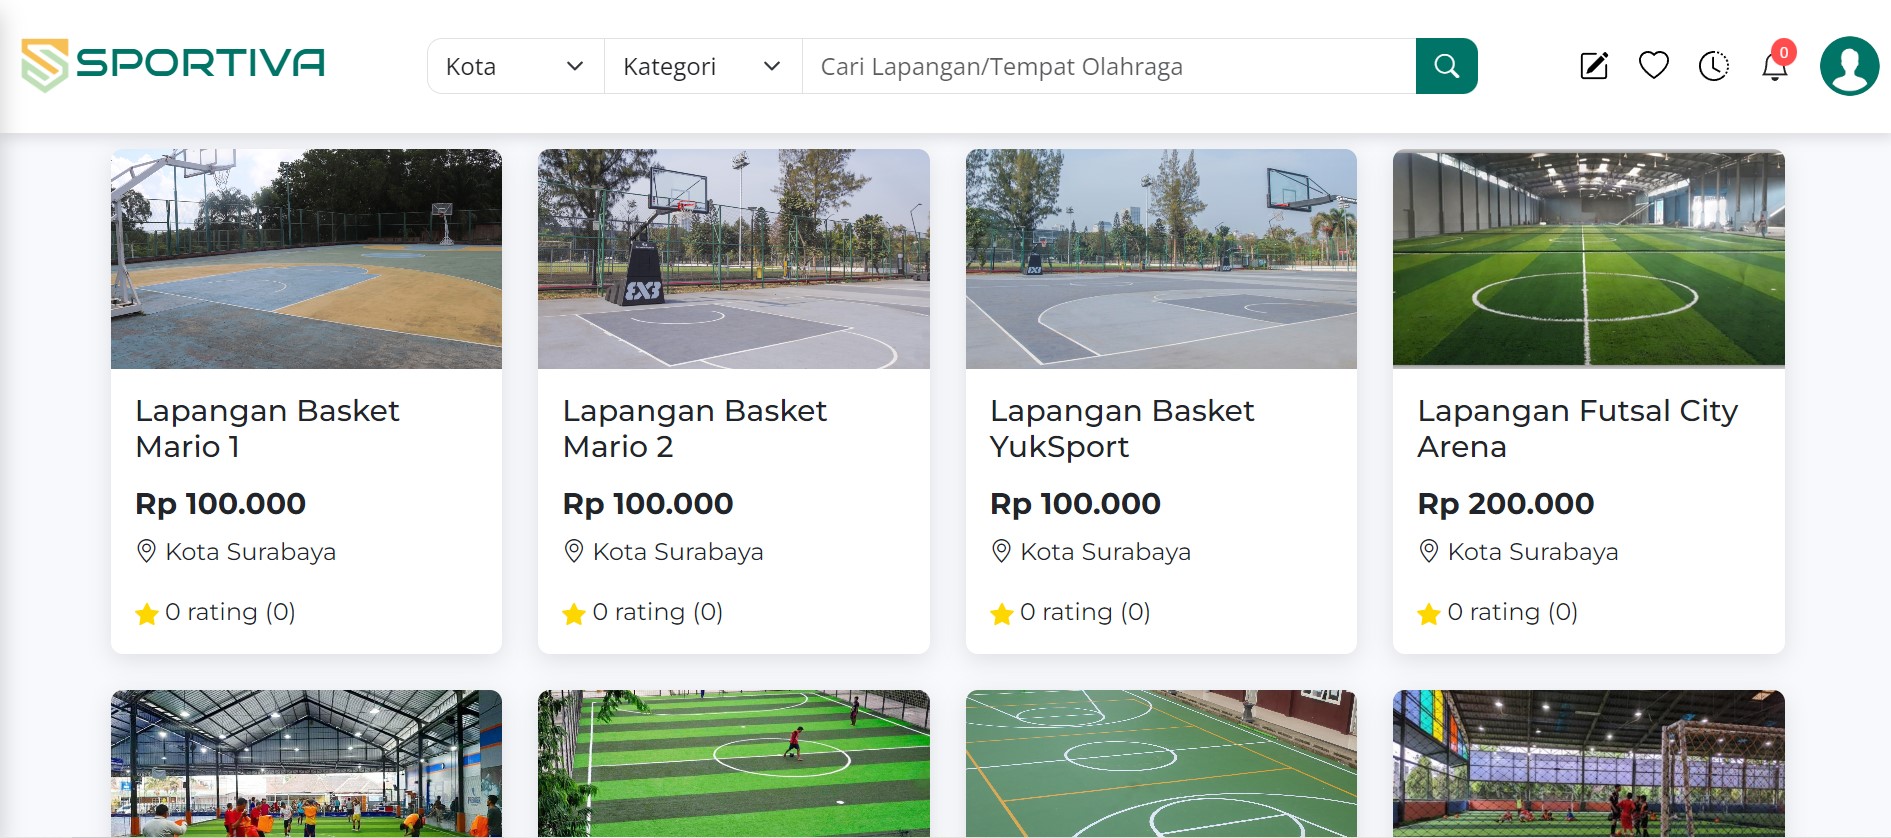 SPORTIVA
Kota
Kategori
Cari Lapangan/Tempat Olahraga
0
Lapangan Basket
Mario 1
Rp 100.000
Kota Surabaya
0 rating (0)
Lapangan Basket
Mario 2
Rp 100.000
Kota Surabaya
0 rating (0)
Lapangan Basket
YukSport
Rp 100.000
Kota Surabaya
0 rating (0)
Lapangan Futsal City
Arena
Rp 200.000
Kota Surabaya
0 rating (0)